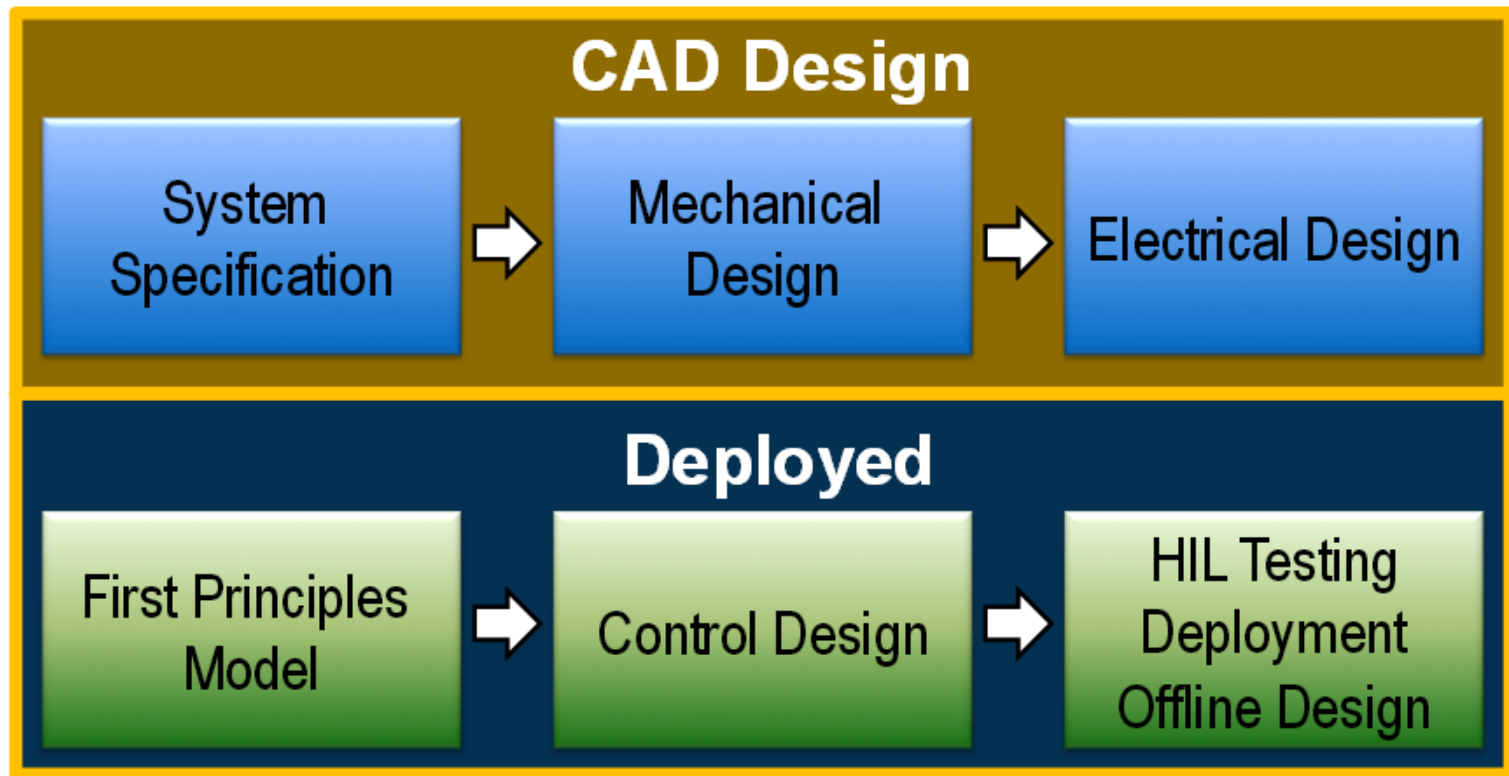 CAD Design
System
Specification
Mechanical
Design
Electrical Design
Deployed
First Principles
Model
Control Design
HIL Testing
Deployment
Offline Design